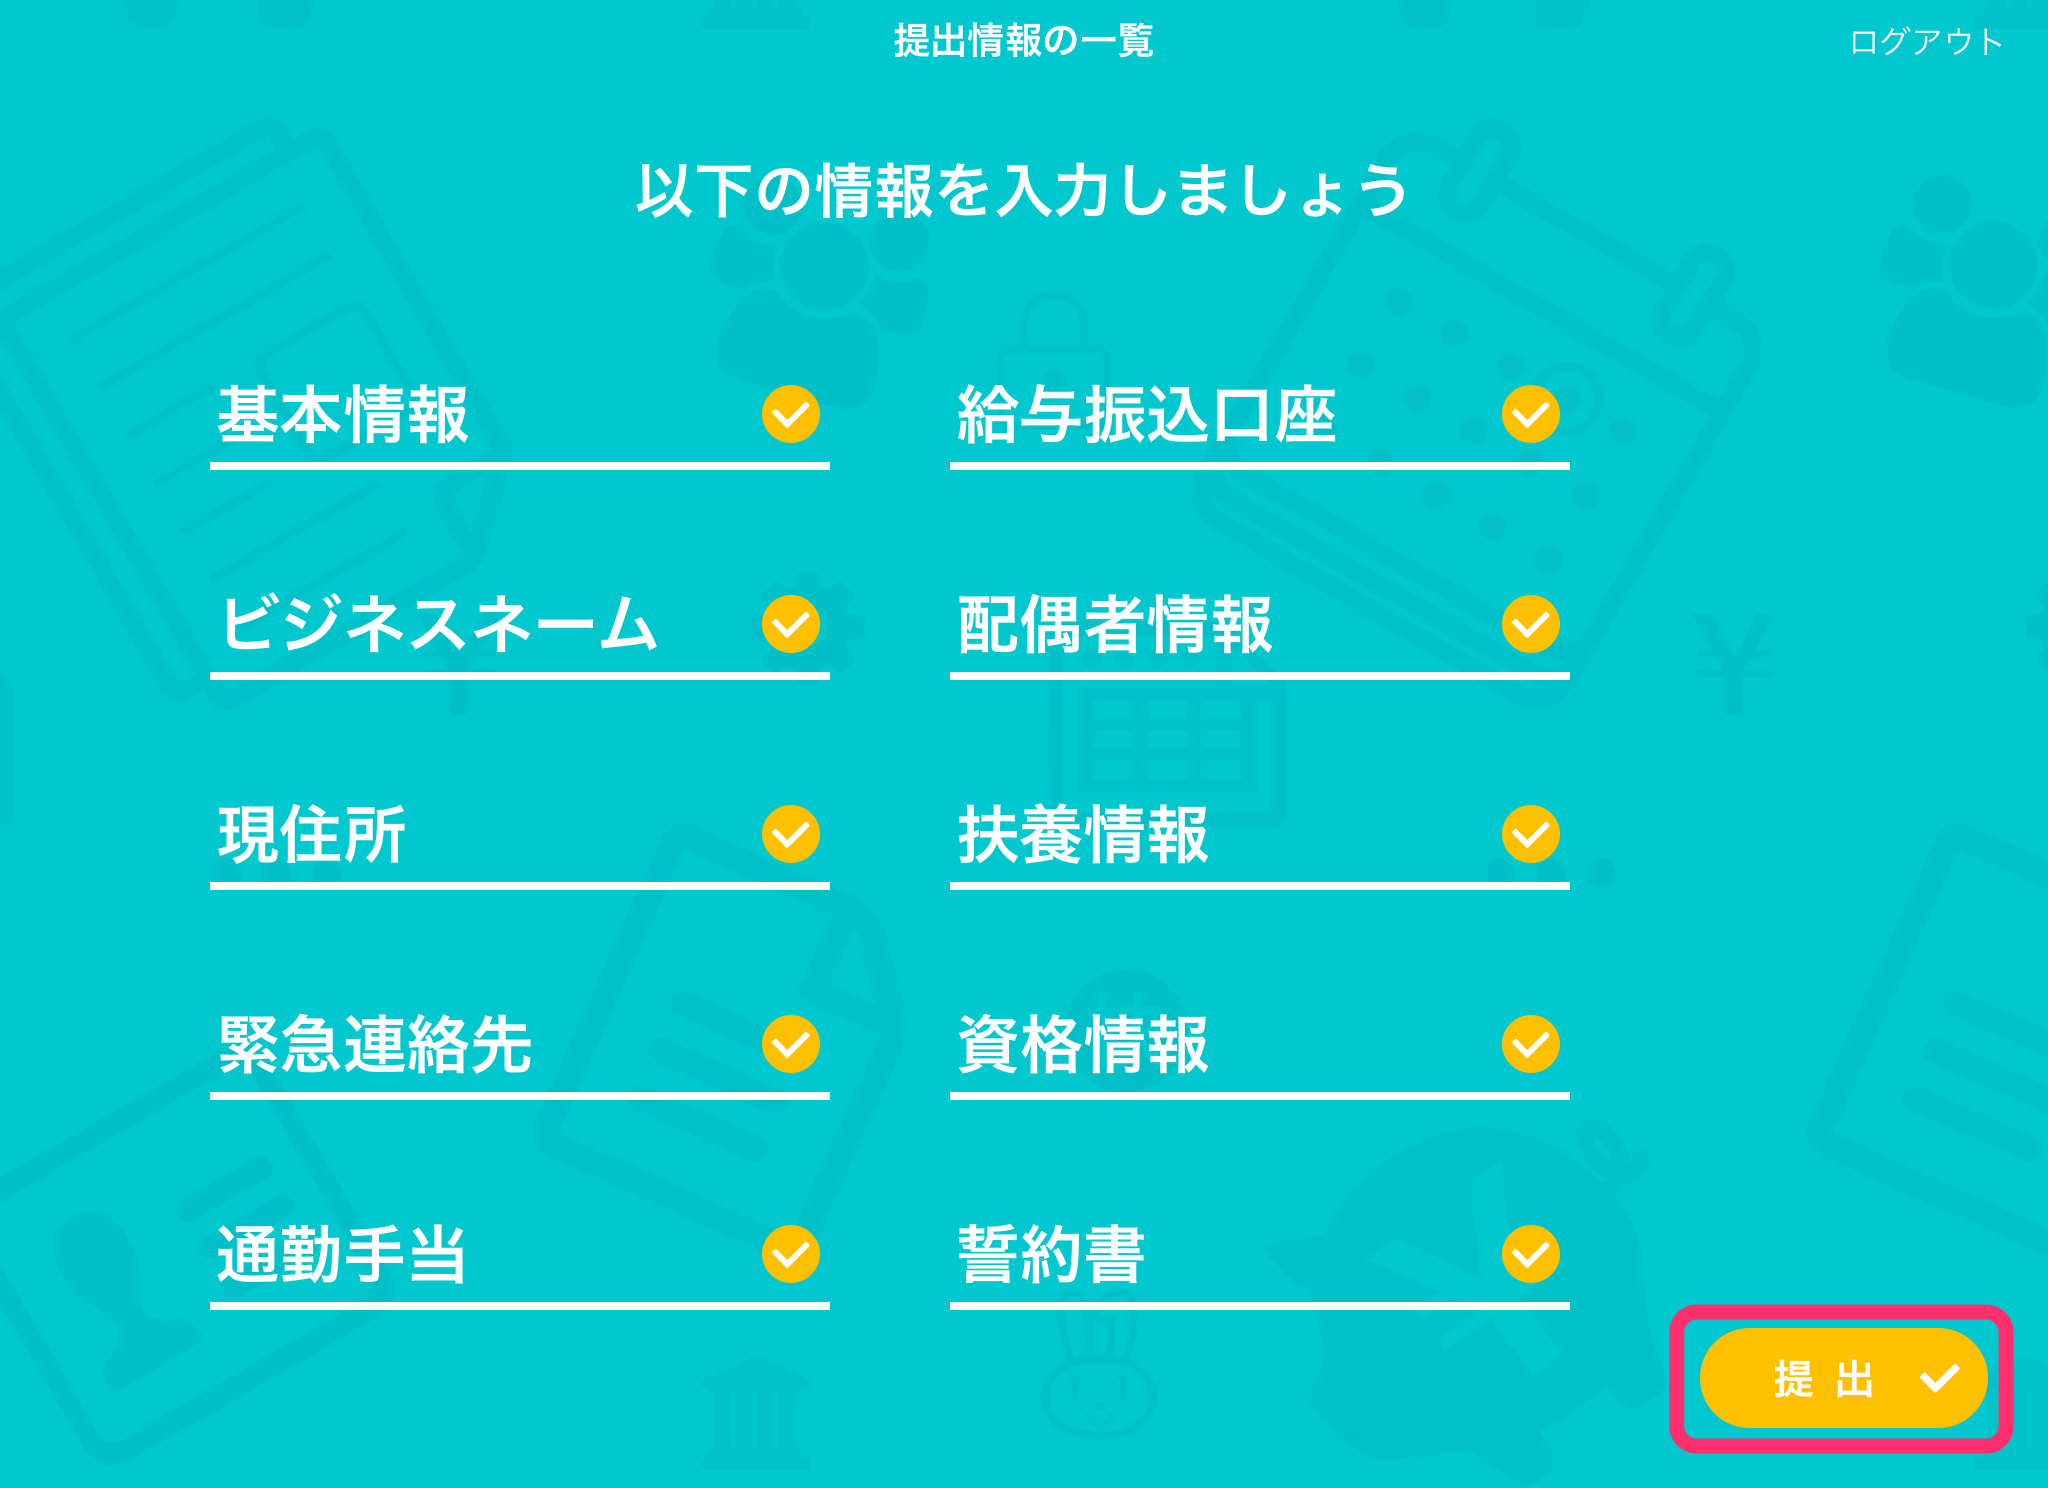 提出情報の一覧
ログアウト
以下の情報を入力しましょう
基本情報
給与振込口座
ビジネスネーム
配偶者情報
現住所
扶養情報
緊急連絡先
資格情報
通勤手当
誓約書
提出